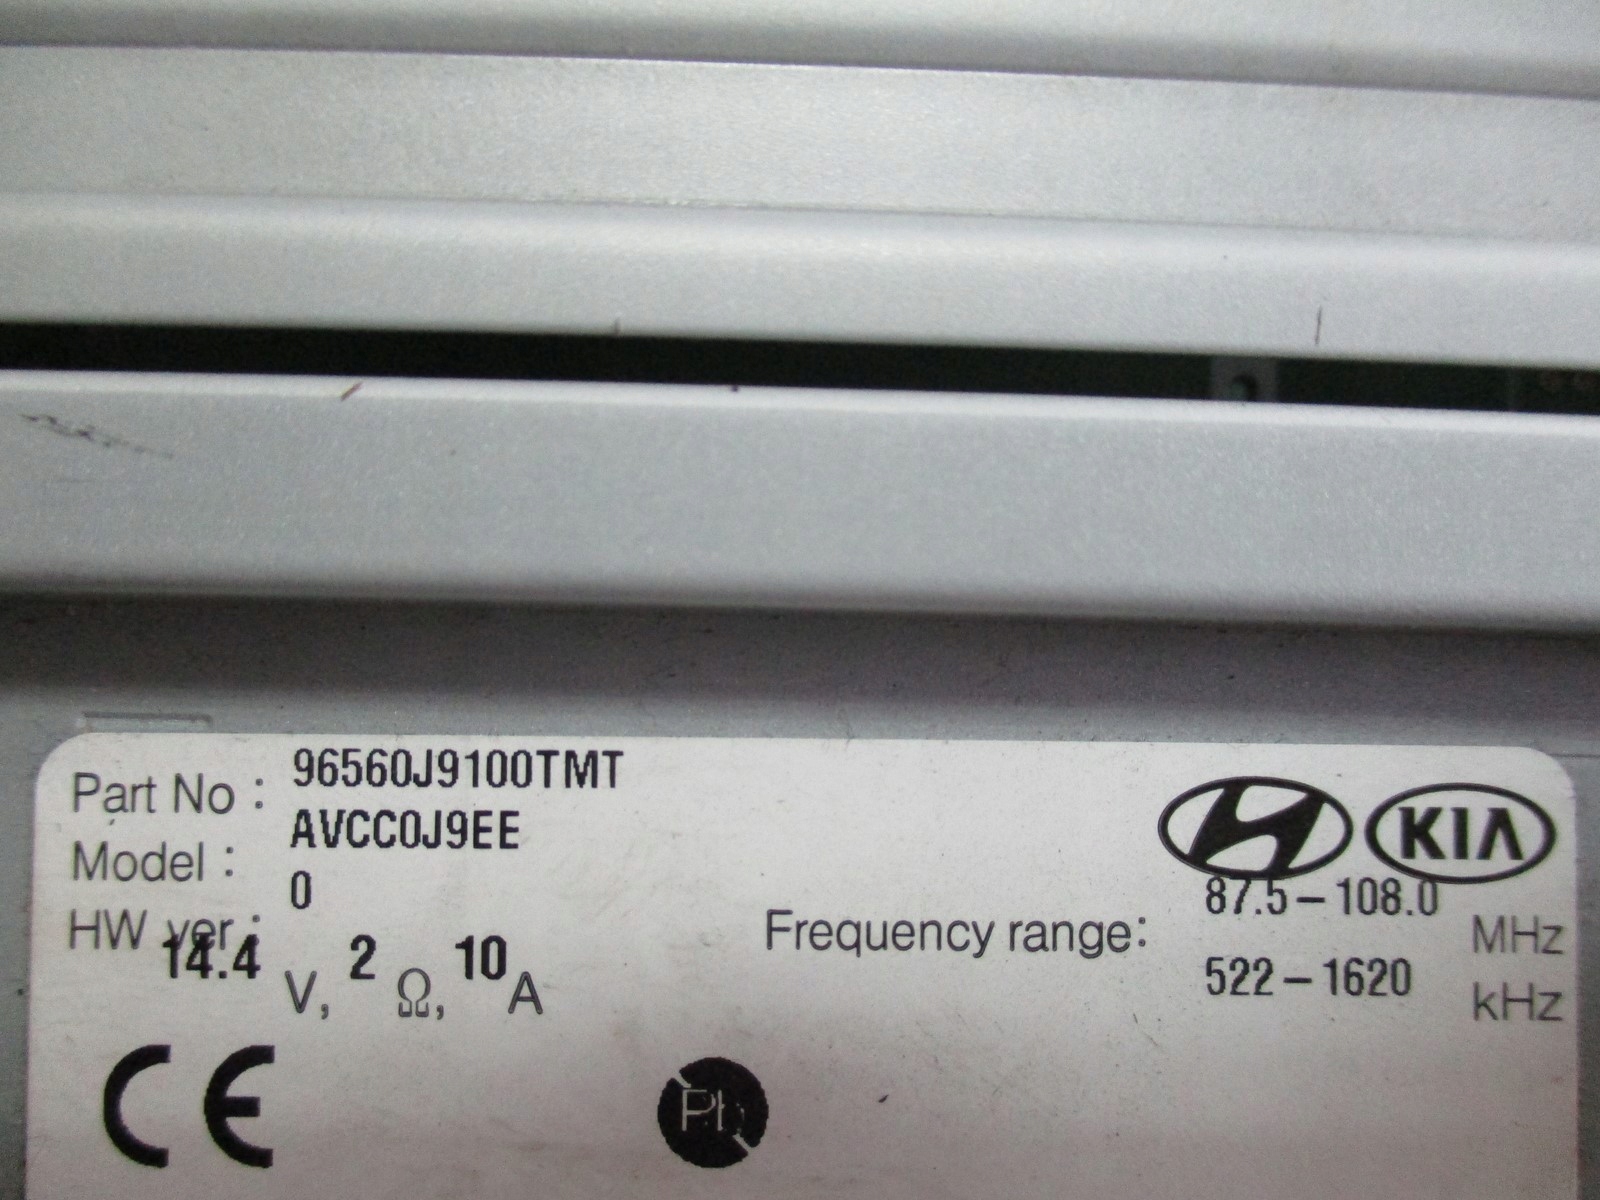 Part No : 96560J9100TMT
Model : AVCC0J9EE
HW ver : 0
14.4 V, 2 Ω, 10 A
KIA
Frequency range: 87.5 – 108.0 MHz
522 – 1620 kHz
CE
Pb